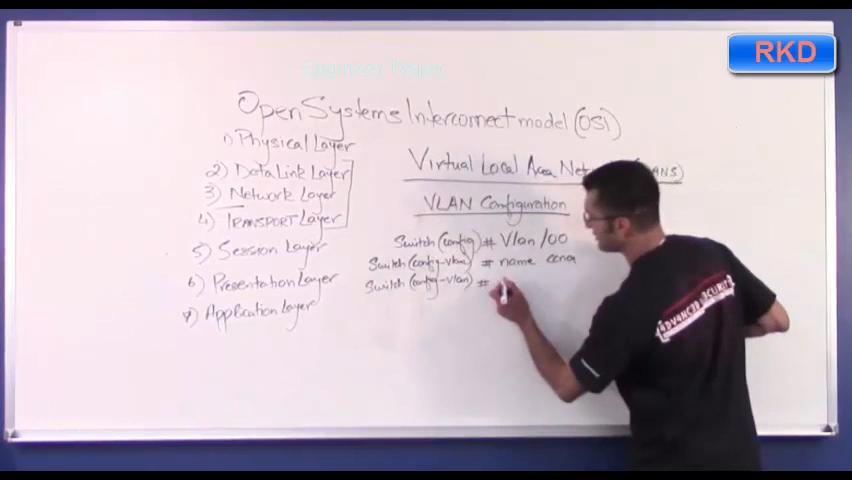 RKD
Open Systems Interconnect model (OSI)
1) Physical Layer
2) Data Link Layer
3) Network Layer
4) TRANSPORT Layer
5) Session Layer
6) Presentation Layer
7) Application Layer
Virtual Local Area
VLAN Configuration
Switch (config) # Vlan 100
Switch (config-vlan) # name ccna
Switch (config-vlan) #